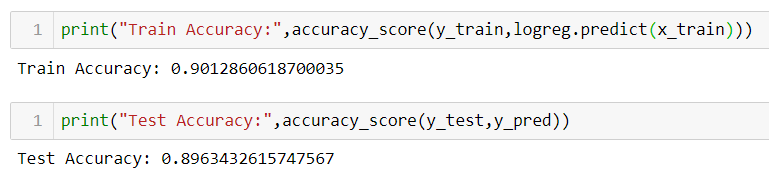 1 print("Train Accuracy:",accuracy_score(y_train,logreg.predict(x_train)))
Train Accuracy: 0.9012860618700035
1 print("Test Accuracy:",accuracy_score(y_test,y_pred))
Test Accuracy: 0.8963432615747567